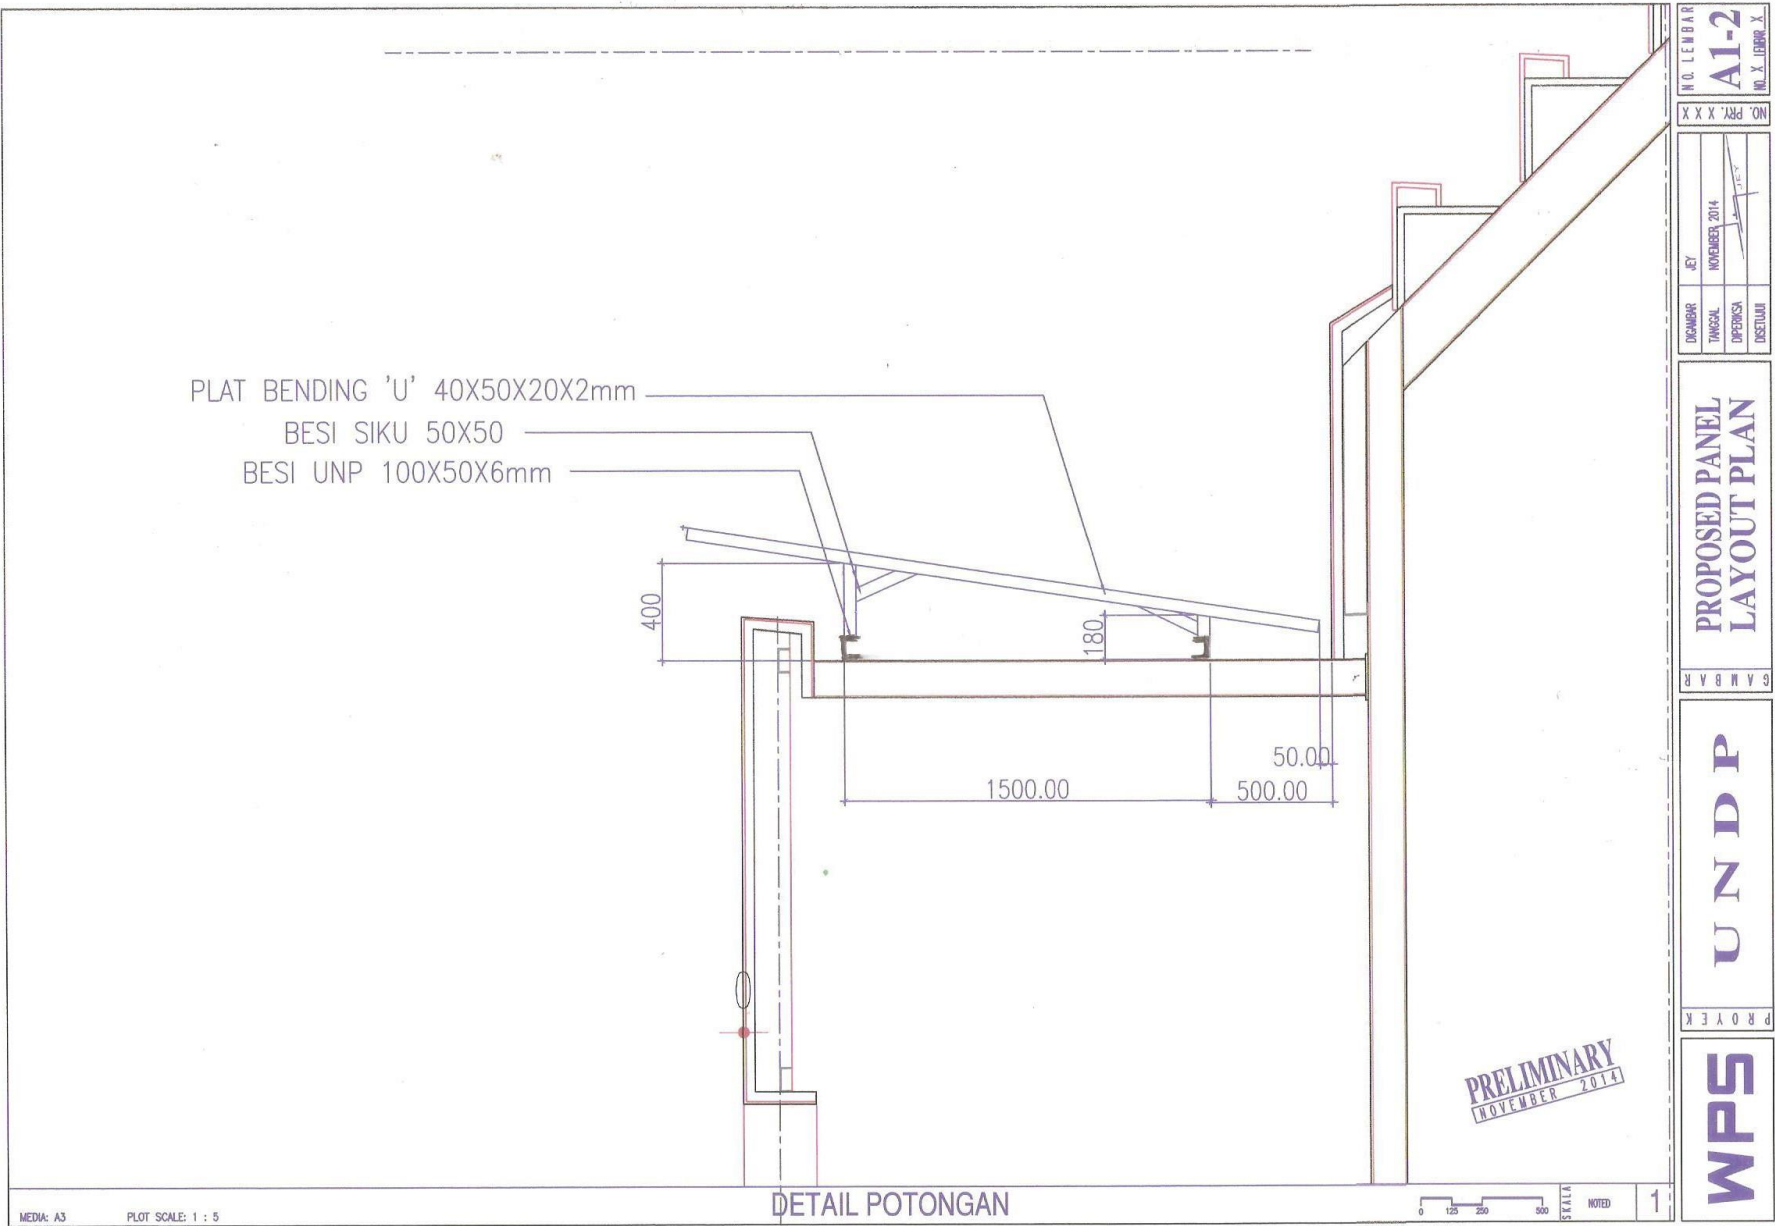 PLAT BENDING 'U' 40X50X20X2mm
BESI SIKU 50X50
BESI UNP 100X50X6mm
400
180
50.00
1500.00
500.00
PRELIMINARY
NOVEMBER 2014
DETAIL POTONGAN
MEDIA: A3
PLOT SCALE: 1 : 5
0 125 250 500
SKALA
NOTED
1
NO. LEMBAR
A1-2
NO. X LEMBAR X
NO. PRY. X X X
DIGAMBAR JEY
TANGGAL NOVEMBER 2014
DIPERIKSA JEY
DISETUJUI
PROPOSED PANEL
LAYOUT PLAN
GAMBAR
UNDP
PROYEK
WPS